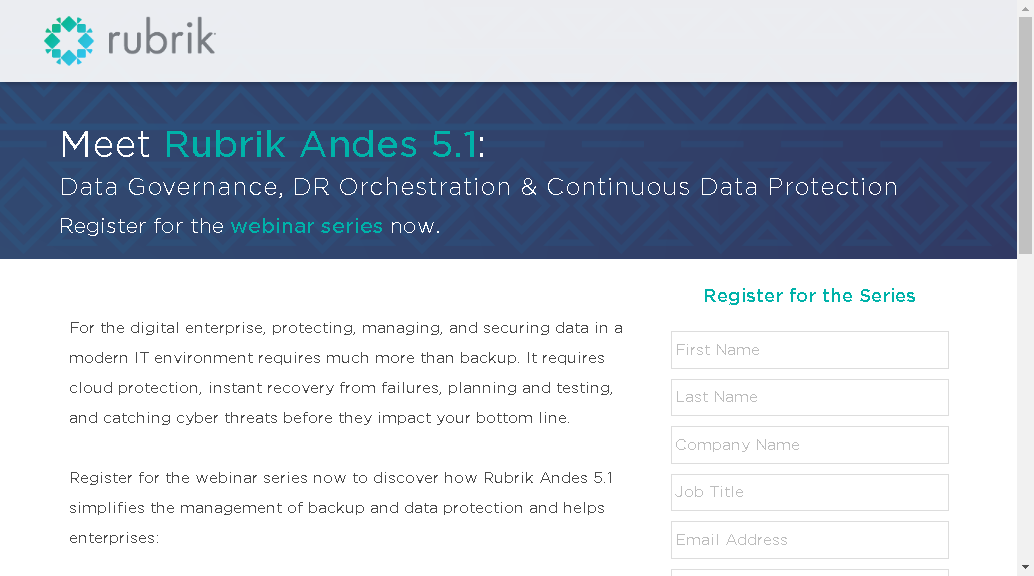 rubrik
Meet Rubrik Andes 5.1:
Data Governance, DR Orchestration & Continuous Data Protection
Register for the webinar series now.
For the digital enterprise, protecting, managing, and securing data in a
modern IT environment requires much more than backup. It requires
cloud protection, instant recovery from failures, planning and testing,
and catching cyber threats before they impact your bottom line.
Register for the webinar series now to discover how Rubrik Andes 5.1
simplifies the management of backup and data protection and helps
enterprises:
Register for the Series
First Name
Last Name
Company Name
Job Title
Email Address